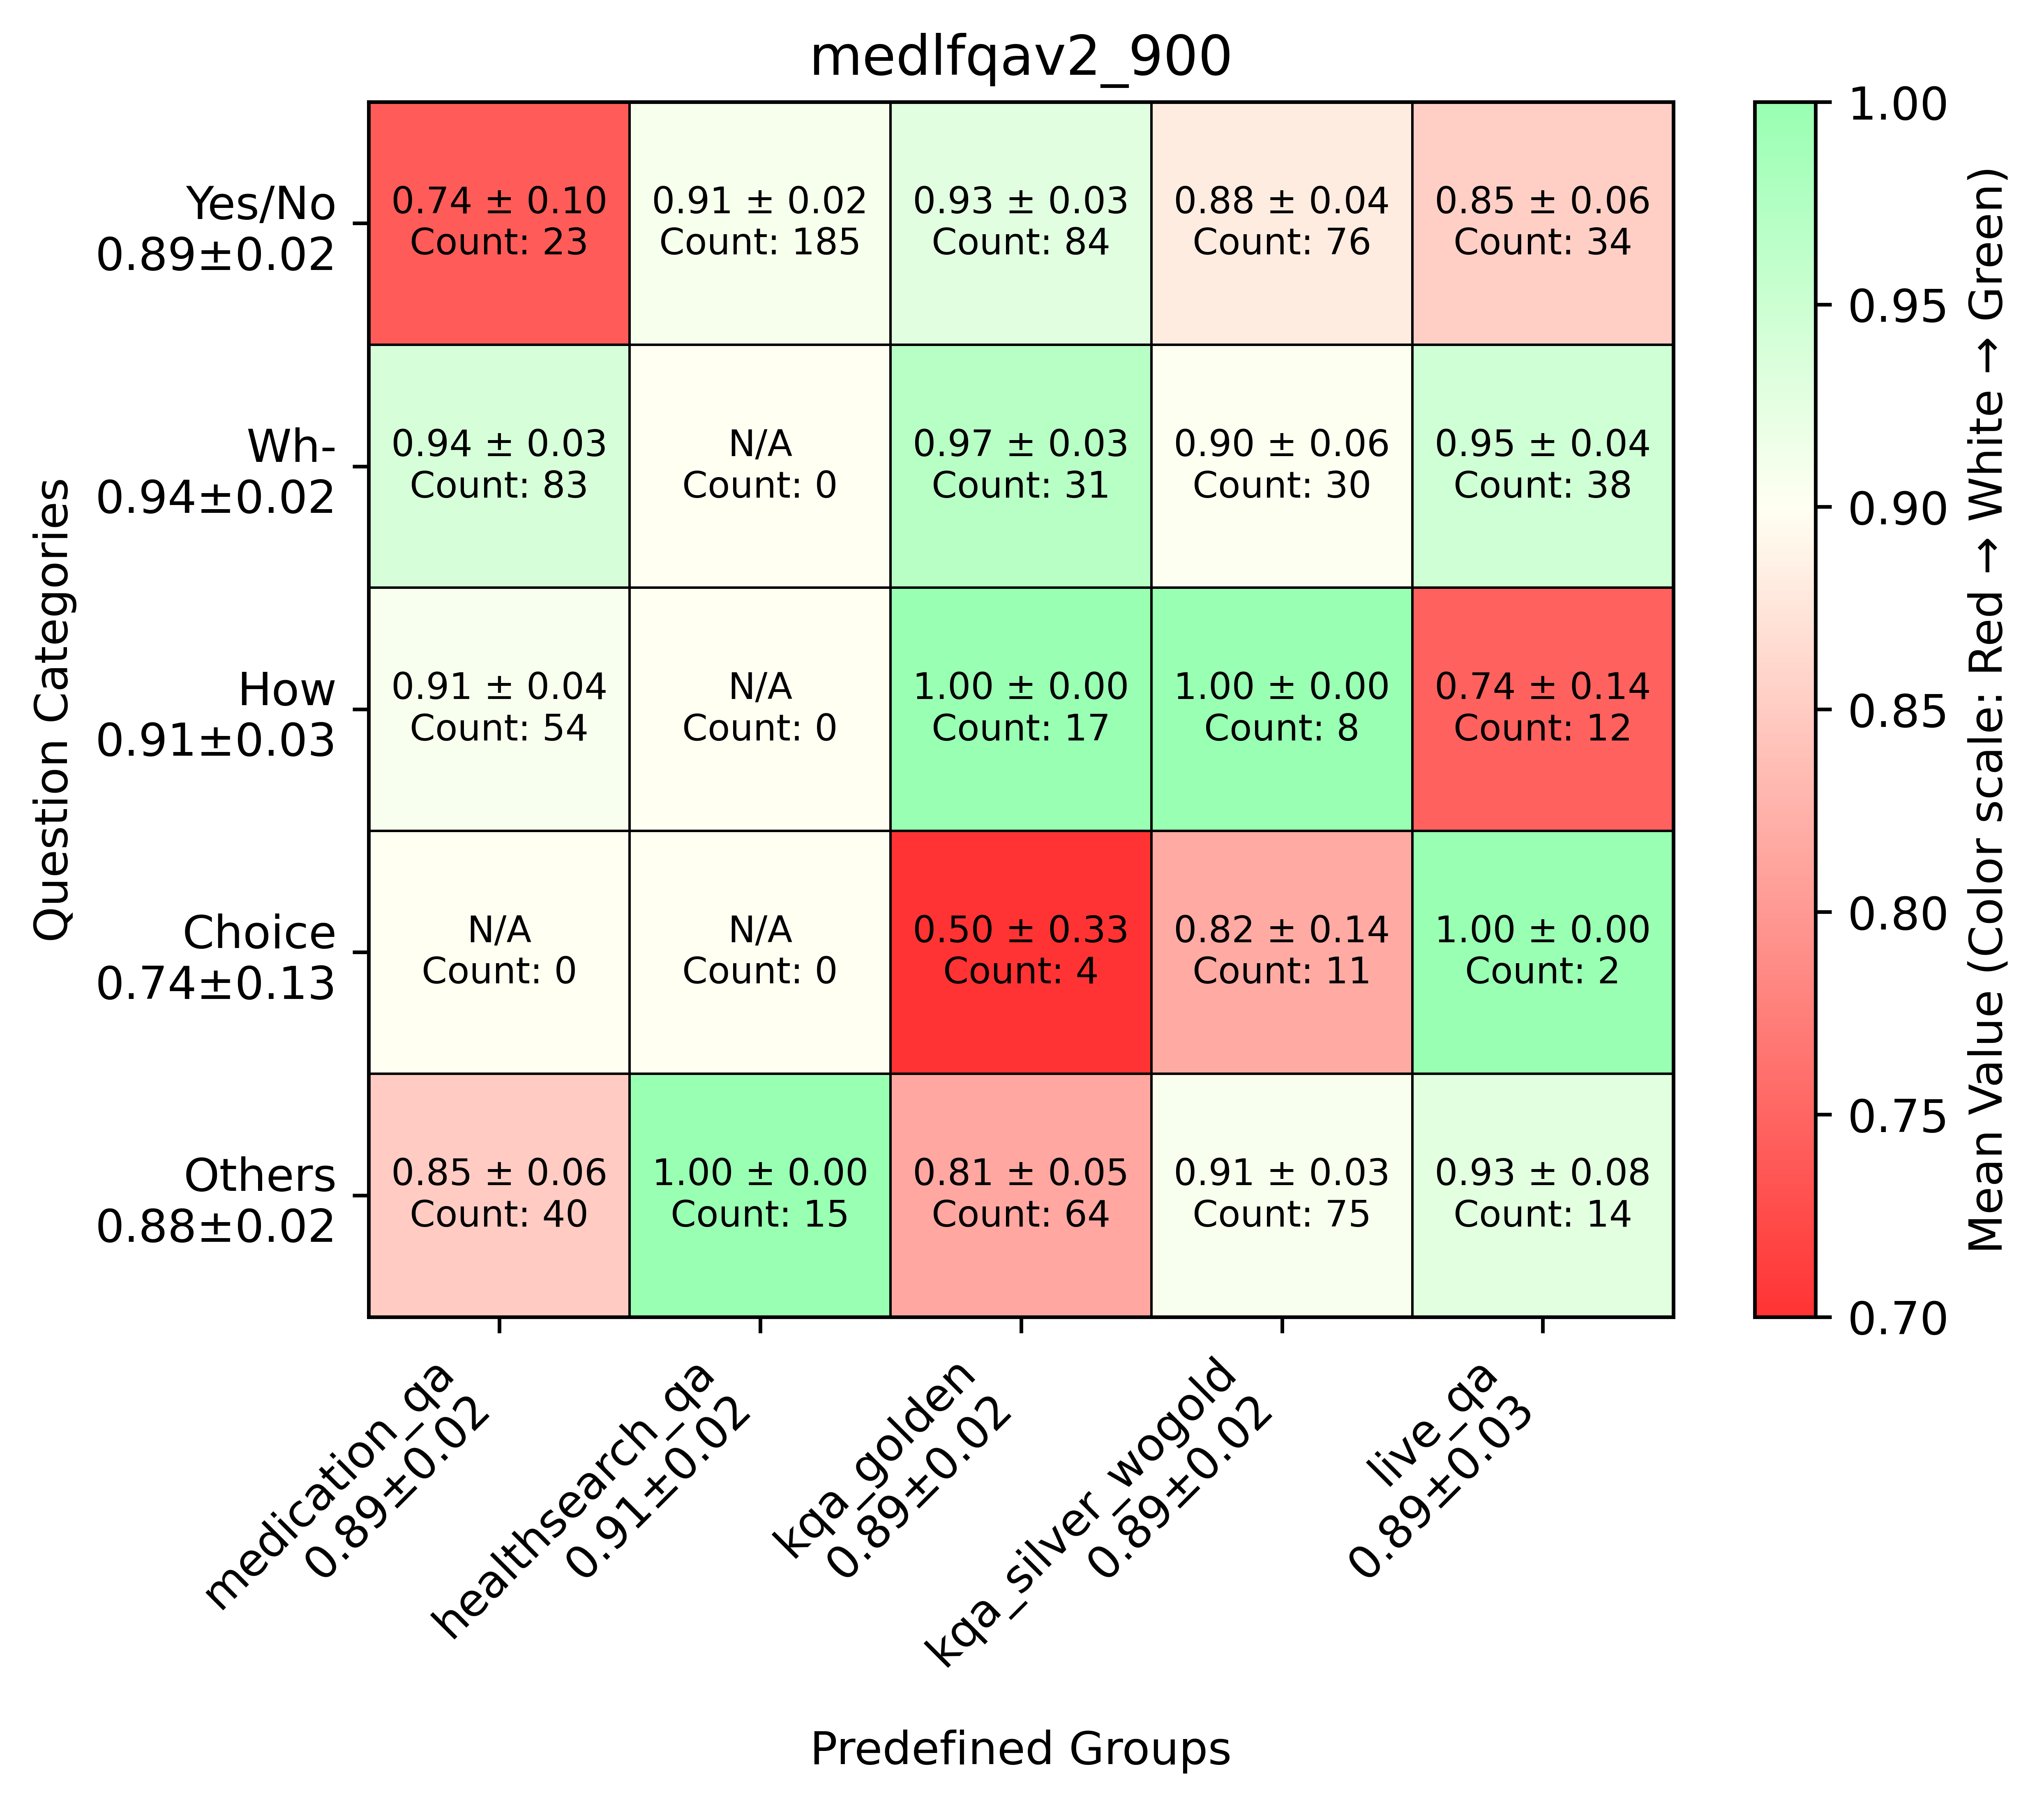 medlfqav2_900
Question Categories
Yes/No
0.89±0.02
0.74 ± 0.10
Count: 23
0.91 ± 0.02
Count: 185
0.93 ± 0.03
Count: 84
0.88 ± 0.04
Count: 76
0.85 ± 0.06
Count: 34
Wh-
0.94±0.02
0.94 ± 0.03
Count: 83
N/A
Count: 0
0.97 ± 0.03
Count: 31
0.90 ± 0.06
Count: 30
0.95 ± 0.04
Count: 38
How
0.91±0.03
0.91 ± 0.04
Count: 54
N/A
Count: 0
1.00 ± 0.00
Count: 17
1.00 ± 0.00
Count: 8
0.74 ± 0.14
Count: 12
Choice
0.74±0.13
N/A
Count: 0
N/A
Count: 0
0.50 ± 0.33
Count: 4
0.82 ± 0.14
Count: 11
1.00 ± 0.00
Count: 2
Others
0.88±0.02
0.85 ± 0.06
Count: 40
1.00 ± 0.00
Count: 15
0.81 ± 0.05
Count: 64
0.91 ± 0.03
Count: 75
0.93 ± 0.08
Count: 14
medication_qa
0.89±0.02
healthsearch_qa
0.91±0.02
kqa_golden
0.89±0.02
kqa_silver_wogold
0.89±0.02
live_qa
0.89±0.03
Predefined Groups
1.00
0.95
0.90
0.85
0.80
0.75
0.70
Mean Value (Color scale: Red → White → Green)